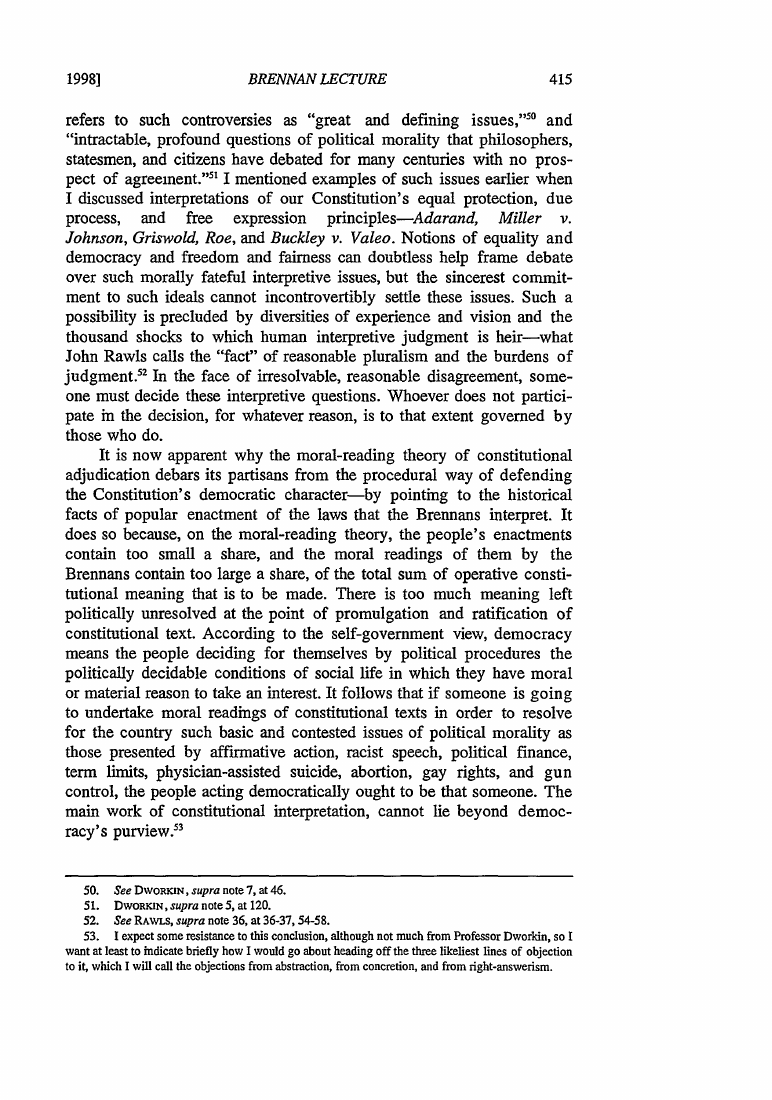 1998] BRENNAN LECTURE 415
refers to such controversies as “great and defining issues,”50 and
“intractable, profound questions of political morality that philosophers,
statesmen, and citizens have debated for many centuries with no pros-
pect of agreement.”51 I mentioned examples of such issues earlier when
I discussed interpretations of our Constitution's equal protection, due
process, and free expression principles—Adarand, Miller v.
Johnson, Griswold, Roe, and Buckley v. Valeo. Notions of equality and
democracy and freedom and fairness can doubtless help frame debate
over such morally fateful interpretive issues, but the sincerest commit-
ment to such ideals cannot incontrovertibly settle these issues. Such a
possibility is precluded by diversities of experience and vision and the
thousand shocks to which human interpretive judgment is heir—what
John Rawls calls the “fact” of reasonable pluralism and the burdens of
judgment.52 In the face of irresolvable, reasonable disagreement, some-
one must decide these interpretive questions. Whoever does not partici-
pate in the decision, for whatever reason, is to that extent governed by
those who do.
It is now apparent why the moral-reading theory of constitutional
adjudication debars its partisans from the procedural way of defending
the Constitution's democratic character—by pointing to the historical
facts of popular enactment of the laws that the Brennans interpret. It
does so because, on the moral-reading theory, the people's enactments
contain too small a share, and the moral readings of them by the
Brennans contain too large a share, of the total sum of operative consti-
tutional meaning that is to be made. There is too much meaning left
politically unresolved at the point of promulgation and ratification of
constitutional text. According to the self-government view, democracy
means the people deciding for themselves by political procedures the
politically decidable conditions of social life in which they have moral
or material reason to take an interest. It follows that if someone is going
to undertake moral readings of constitutional texts in order to resolve
for the country such basic and contested issues of political morality as
those presented by affirmative action, racist speech, political finance,
term limits, physician-assisted suicide, abortion, gay rights, and gun
control, the people acting democratically ought to be that someone. The
main work of constitutional interpretation, cannot lie beyond democ-
racy's purview.53
50. See DWORKIN, supra note 7, at 46.
51. DWORKIN, supra note 5, at 120.
52. See RAWLS, supra note 36, at 36-37, 54-58.
53. I expect some resistance to this conclusion, although not much from Professor Dworkin, so I
want at least to indicate briefly how I would go about heading off the three likeliest lines of objection
to it, which I will call the objections from abstraction, from concretion, and from right-answerism.